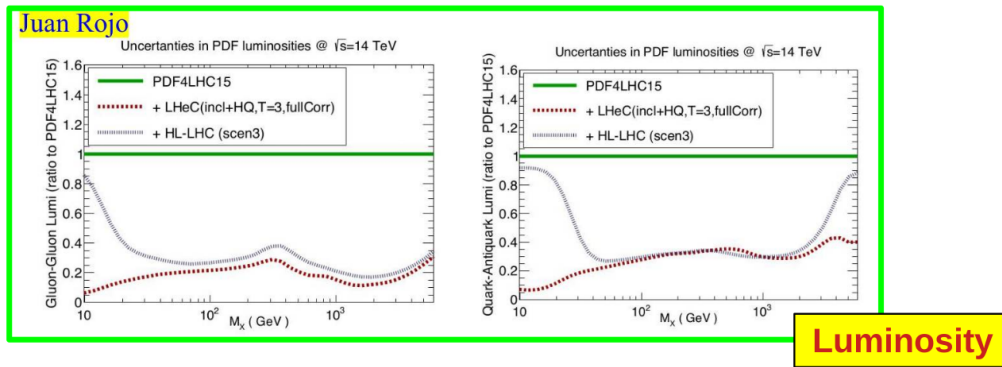 Juan Rojo
Uncertanties in PDF luminosities @ √s=14 TeV
Gluon-Gluon Lumi (ratio to PDF4LHC15)
1.6
1.4
1.2
1
0.8
0.6
0.4
0.2
0
PDF4LHC15
+ LHeC(incl+HQ,T=3,fullCorr)
+ HL-LHC (scen3)
10 10² 10³
Mₓ ( GeV )
Uncertanties in PDF luminosities @ √s=14 TeV
Quark-Antiquark Lumi (ratio to PDF4LHC15)
1.6
1.4
1.2
1
0.8
0.6
0.4
0.2
0
PDF4LHC15
+ LHeC(incl+HQ,T=3,fullCorr)
+ HL-LHC (scen3)
10 10² 10³
Mₓ ( GeV )
Luminosity